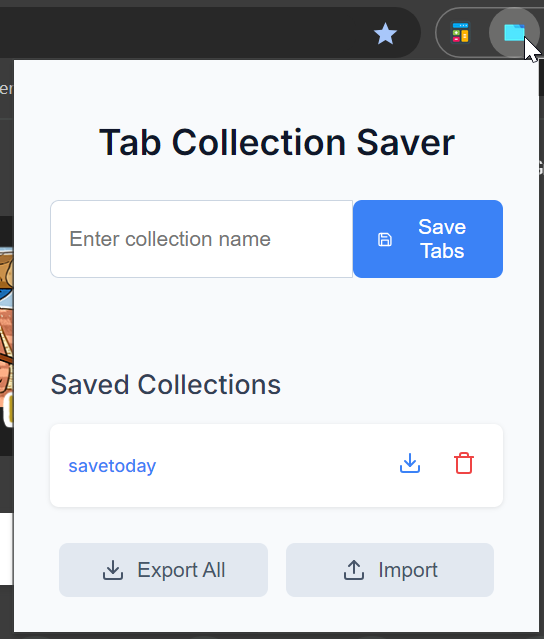 Tab Collection Saver
Enter collection name
Save
Tabs
Saved Collections
savetoday
Export All
Import